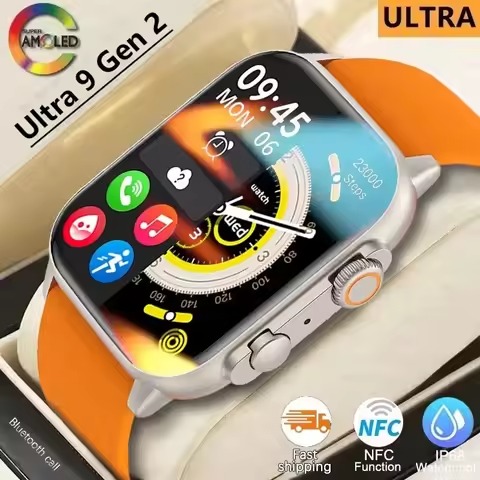 SUPER
AMOLED
ULTRA
Ultra 9 Gen 2
09:45
MON 06
23000
Steps
watch
Bluetooth call
Fast
shipping
NFC
NFC
Function
IP68
Waterproof